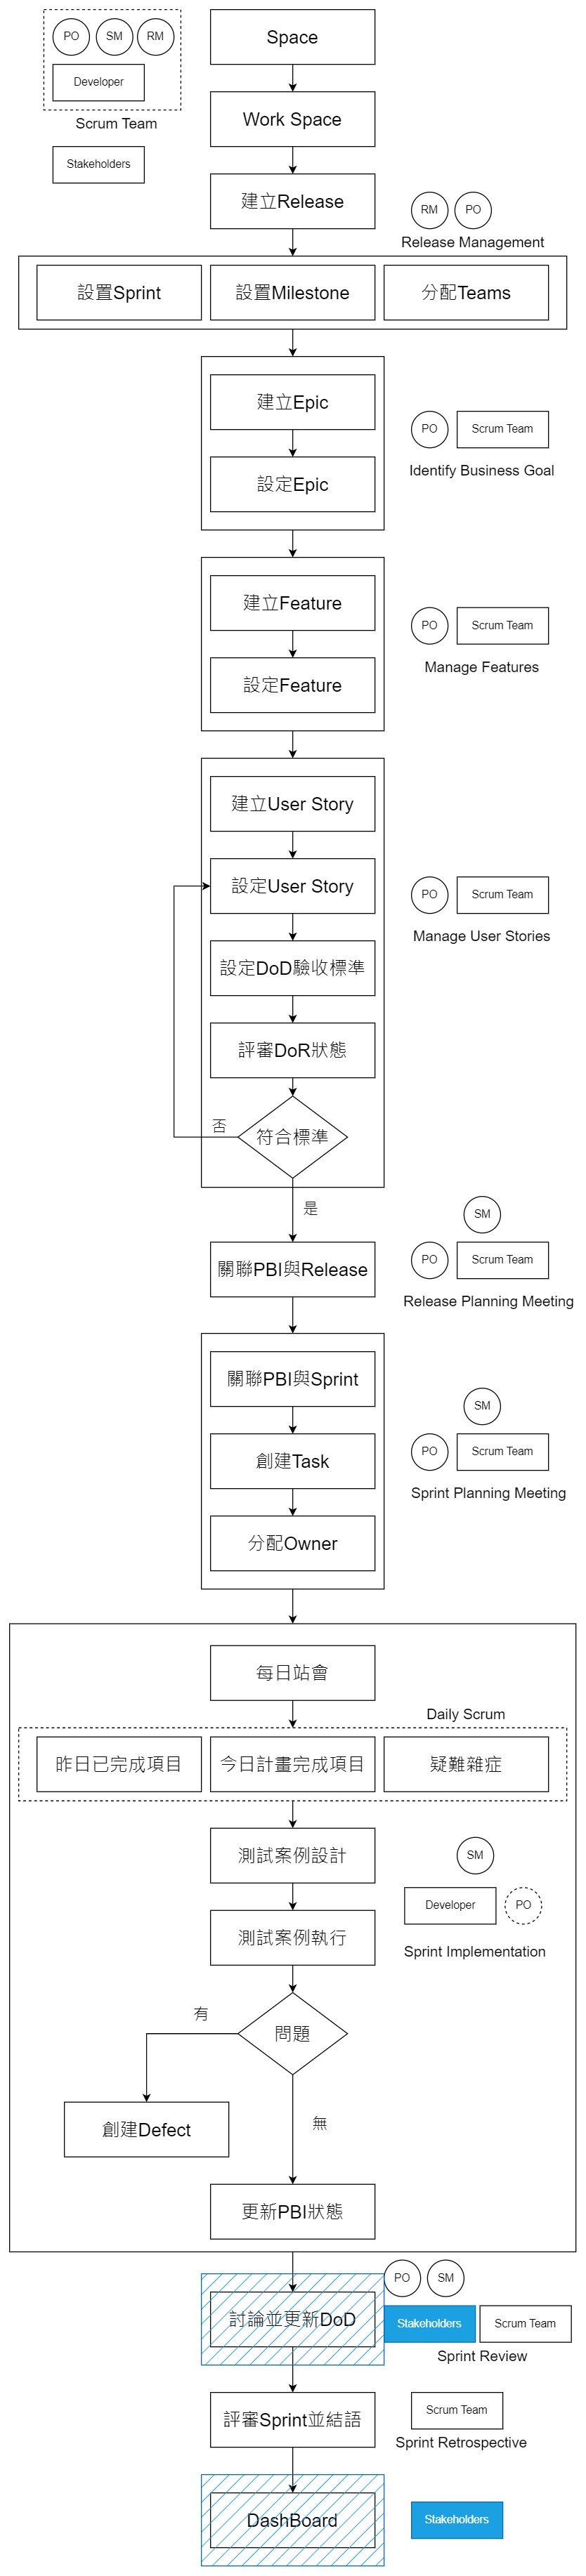 PO
SM
RM
Developer
Scrum Team
Stakeholders
Space
Work Space
建立Release
RM
PO
Release Management
設置Sprint
設置Milestone
分配Teams
建立Epic
設定Epic
PO
Scrum Team
Identify Business Goal
建立Feature
設定Feature
PO
Scrum Team
Manage Features
建立User Story
設定User Story
設定DoD驗收標準
評審DoR狀態
符合標準
否
是
PO
Scrum Team
Manage User Stories
關聯PBI與Release
SM
PO
Scrum Team
Release Planning Meeting
關聯PBI與Sprint
創建Task
分配Owner
SM
PO
Scrum Team
Sprint Planning Meeting
每日站會
Daily Scrum
昨日已完成項目
今日計畫完成項目
疑難雜症
測試案例設計
測試案例執行
SM
Developer
PO
Sprint Implementation
問題
有
創建Defect
無
更新PBI狀態
討論並更新DoD
PO
SM
Stakeholders
Scrum Team
Sprint Review
評審Sprint並結語
Scrum Team
Sprint Retrospective
DashBoard
Stakeholders